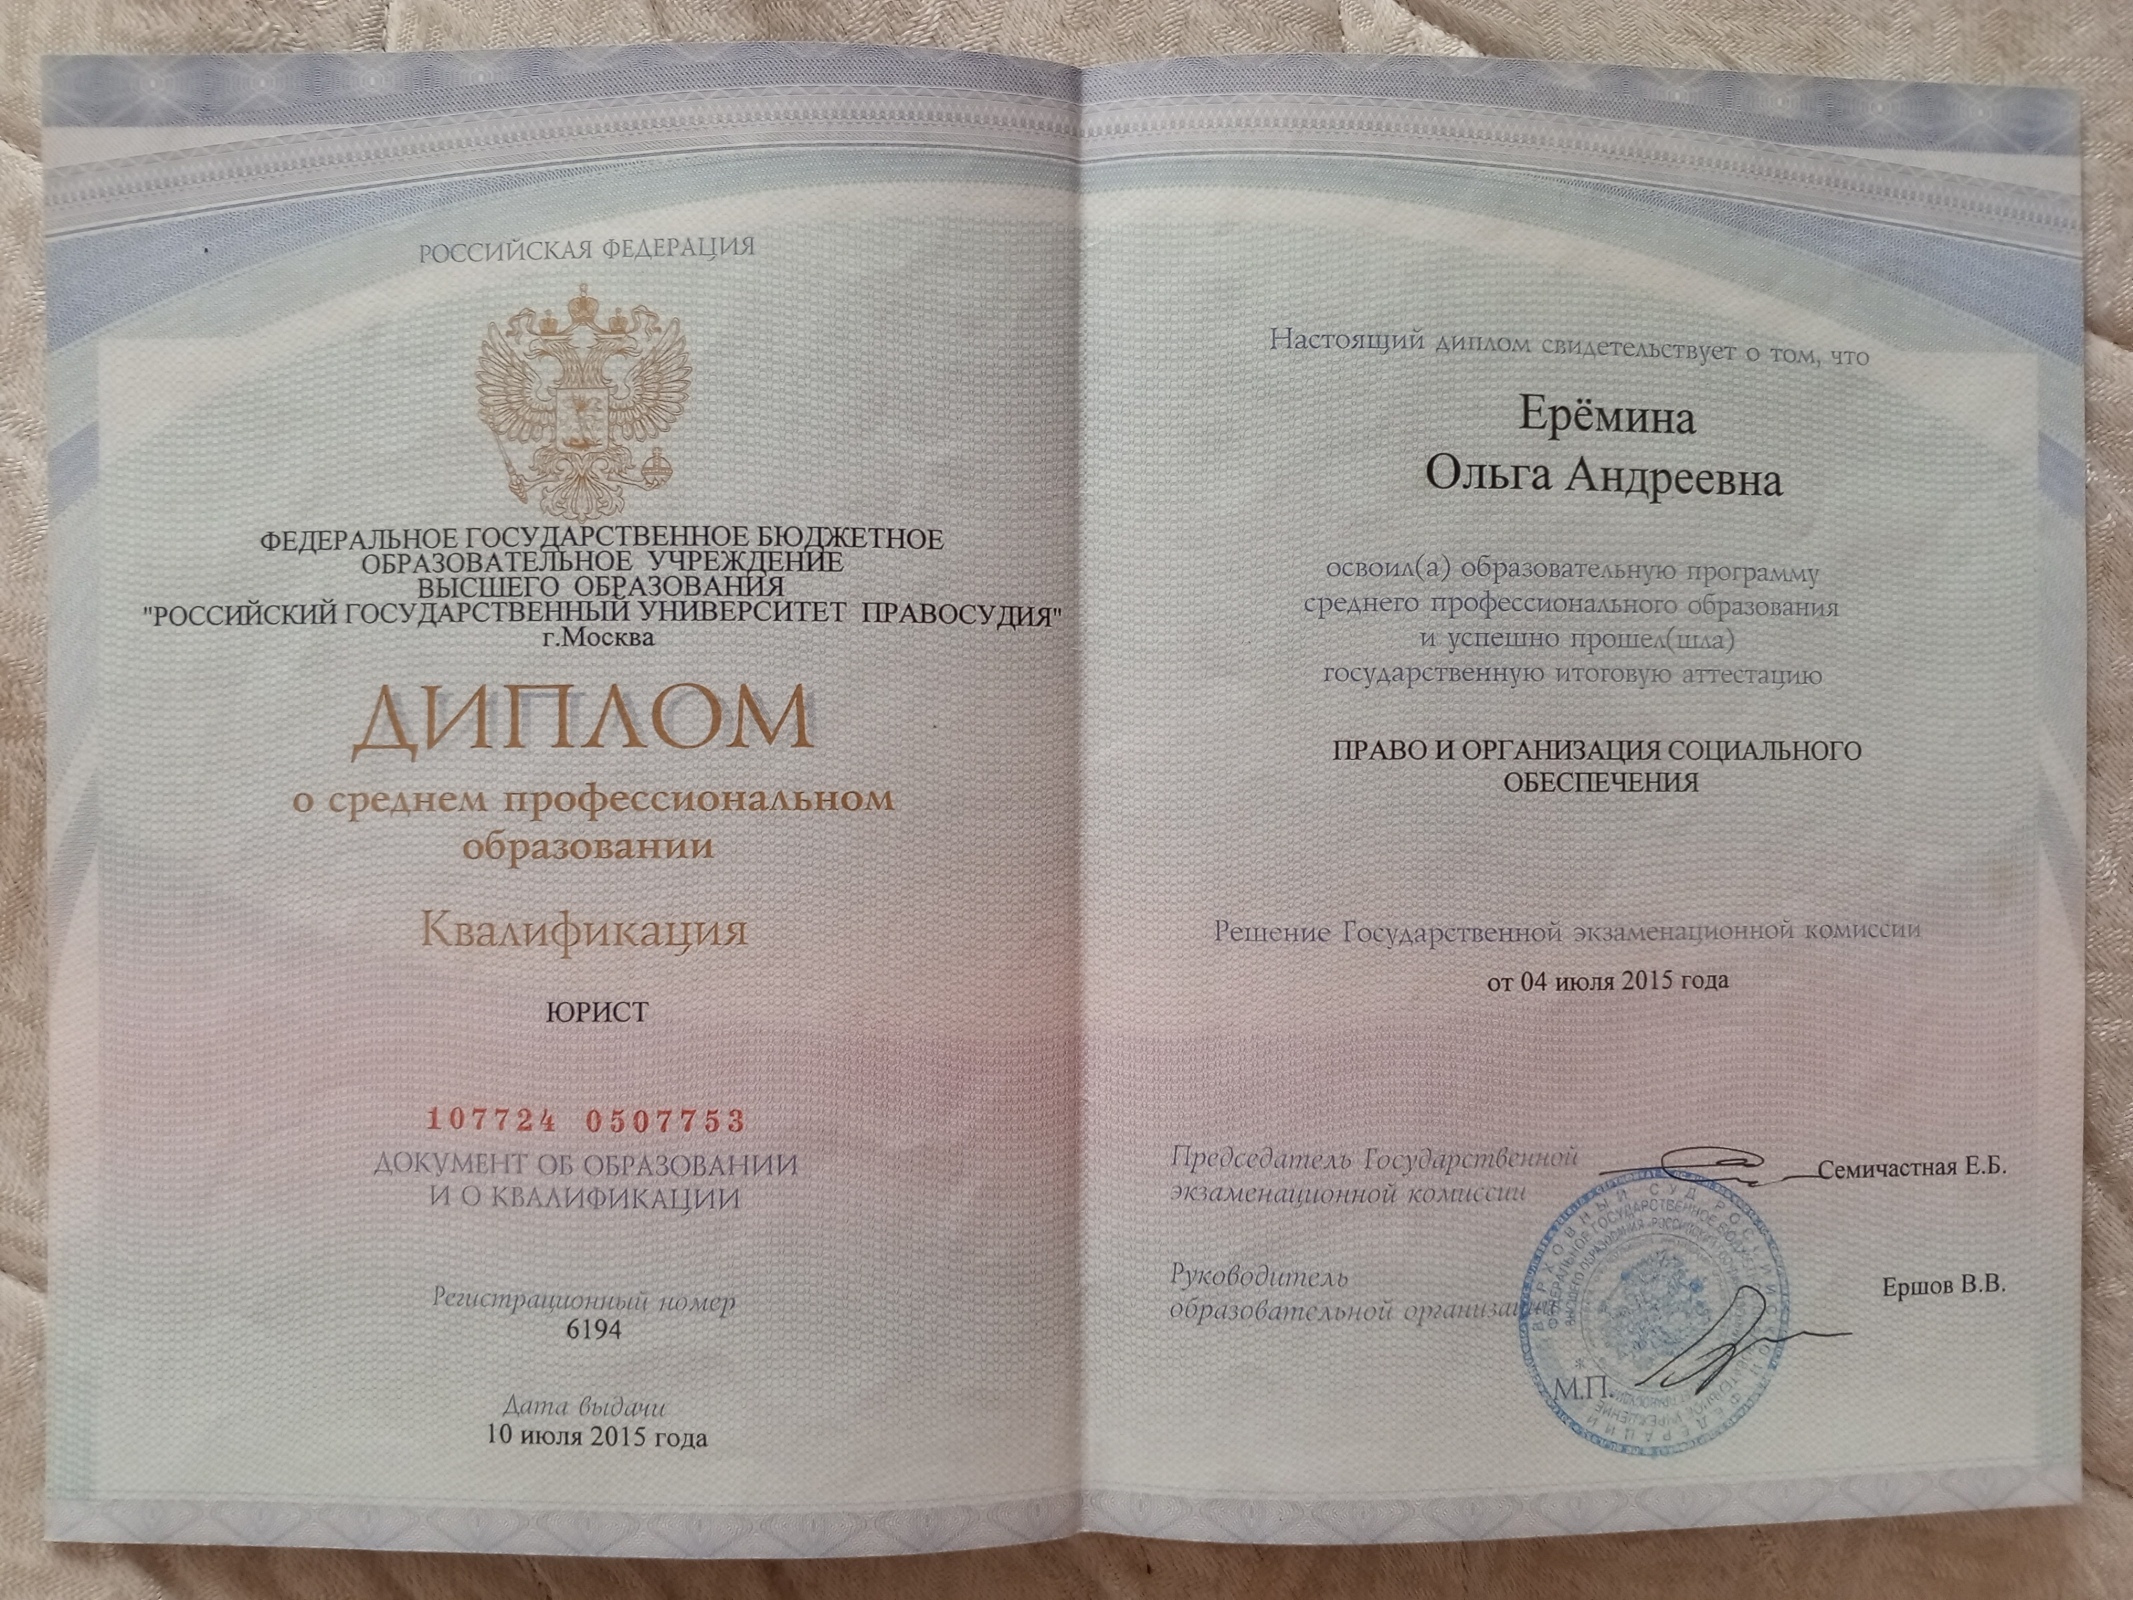 РОССИЙСКАЯ ФЕДЕРАЦИЯ
ФЕДЕРАЛЬНОЕ ГОСУДАРСТВЕННОЕ БЮДЖЕТНОЕ
ОБРАЗОВАТЕЛЬНОЕ УЧРЕЖДЕНИЕ
ВЫСШЕГО ОБРАЗОВАНИЯ
"РОССИЙСКИЙ ГОСУДАРСТВЕННЫЙ УНИВЕРСИТЕТ ПРАВОСУДИЯ"
г.Москва
ДИПЛОМ
о среднем профессиональном
образовании
Квалификация
ЮРИСТ
107724 0507753
ДОКУМЕНТ ОБ ОБРАЗОВАНИИ
И О КВАЛИФИКАЦИИ
Регистрационный номер
6194
Дата выдачи
10 июля 2015 года
Настоящий диплом свидетельствует о том, что
Ерёмина
Ольга Андреевна
освоил(а) образовательную программу
среднего профессионального образования
и успешно прошел(шла)
государственную итоговую аттестацию
ПРАВО И ОРГАНИЗАЦИЯ СОЦИАЛЬНОГО
ОБЕСПЕЧЕНИЯ
Решение Государственной экзаменационной комиссии
от 04 июля 2015 года
Председатель Государственной
экзаменационной комиссии
Семичастная Е.Б.
Руководитель
образовательной организации
Ершов В.В.
М.П.
ВЕРХОВНЫЙ СУД РОССИЙСКОЙ ФЕДЕРАЦИИ